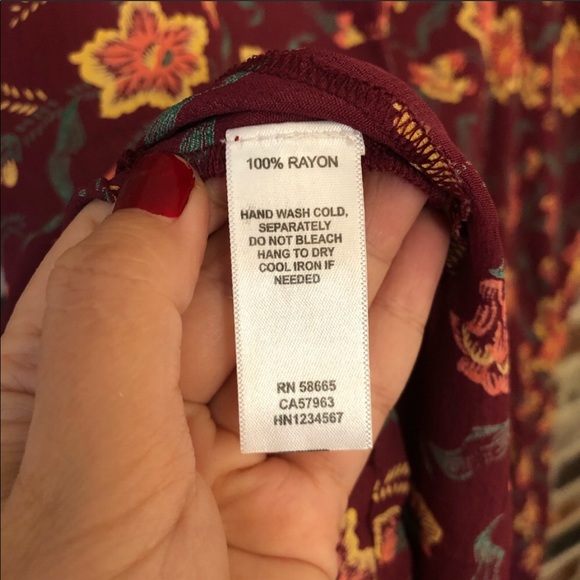 100% RAYON
HAND WASH COLD,
SEPARATELY
DO NOT BLEACH
HANG TO DRY
COOL IRON IF
NEEDED
RN 58665
CA57963
HN1234567